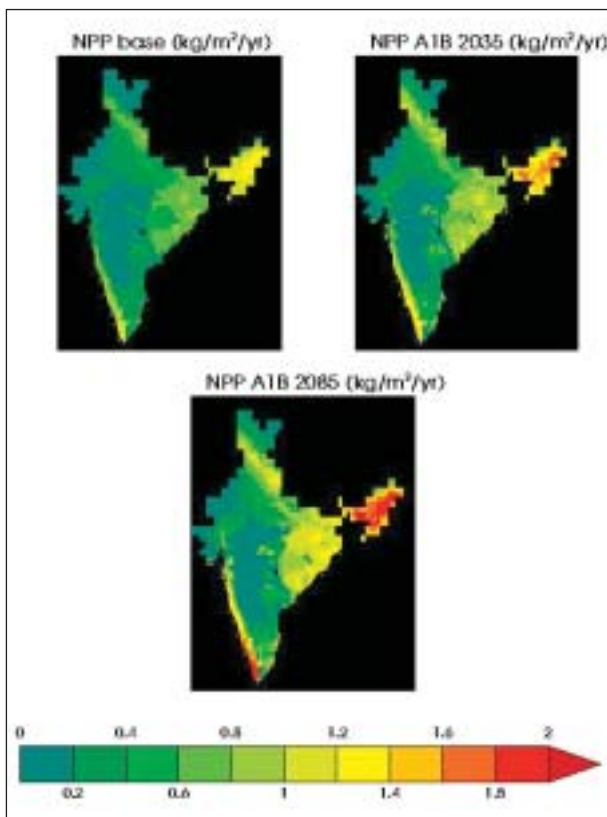 NPP base (kg/m²/yr)
NPP A1B 2035 (kg/m²/yr)
NPP A1B 2085 (kg/m²/yr)
0 0.4 0.8 1.2 1.6 2
0.2 0.6 1 1.4 1.8